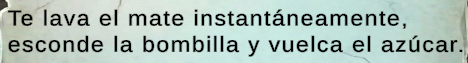 Te lava el mate instantáneamente,
esconde la bombilla y vuelca el azúcar.